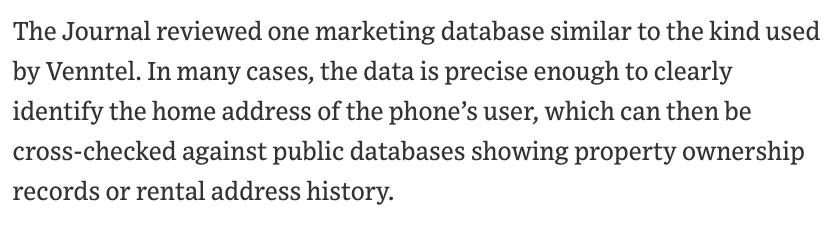 The Journal reviewed one marketing database similar to the kind used
by Venntel. In many cases, the data is precise enough to clearly
identify the home address of the phone’s user, which can then be
cross-checked against public databases showing property ownership
records or rental address history.